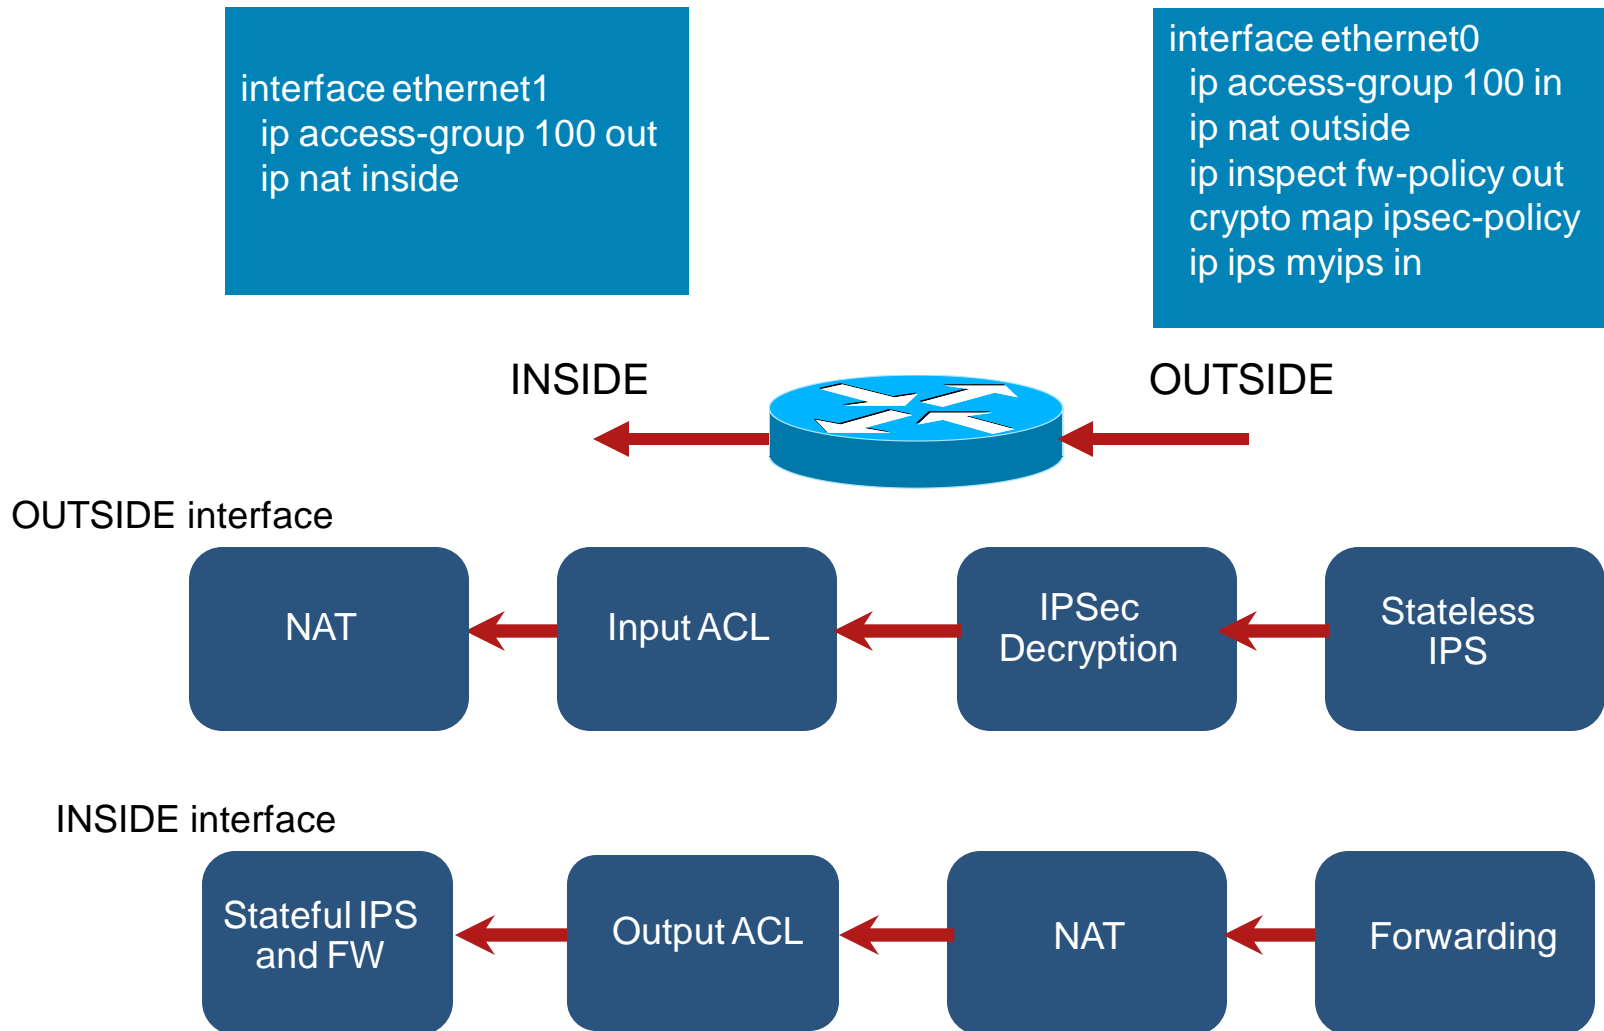 interface ethernet1
ip access-group 100 out
ip nat inside
interface ethernet0
ip access-group 100 in
ip nat outside
ip inspect fw-policy out
crypto map ipsec-policy
ip ips myips in
INSIDE
OUTSIDE
OUTSIDE interface
NAT
Input ACL
IPSec
Decryption
Stateless
IPS
INSIDE interface
Stateful IPS
and FW
Output ACL
NAT
Forwarding